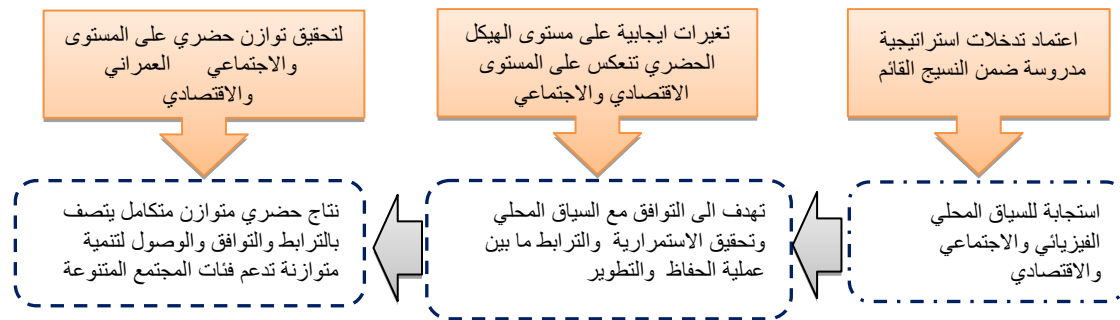 اعتماد تدخلات استراتيجية
مدروسة ضمن النسيج القائم
تغيرات ايجابية على مستوى الهيكل
الحضري تنعكس على المستوى
الاقتصادي والاجتماعي
لتحقيق توازن حضري على المستوى
العمراني والاجتماعي
والاقتصادي
استجابة للسياق المحلي
الفيزيائي والاجتماعي
والاقتصادي
تهدف الى التوافق مع السياق المحلي
وتحقيق الاستمرارية والترابط ما بين
عملية الحفاظ والتطوير
نتاج حضري متوازن متكامل يتصف
بالترابط والتوافق والوصول لتنمية
متوازنة تدعم فئات المجتمع المتنوعة